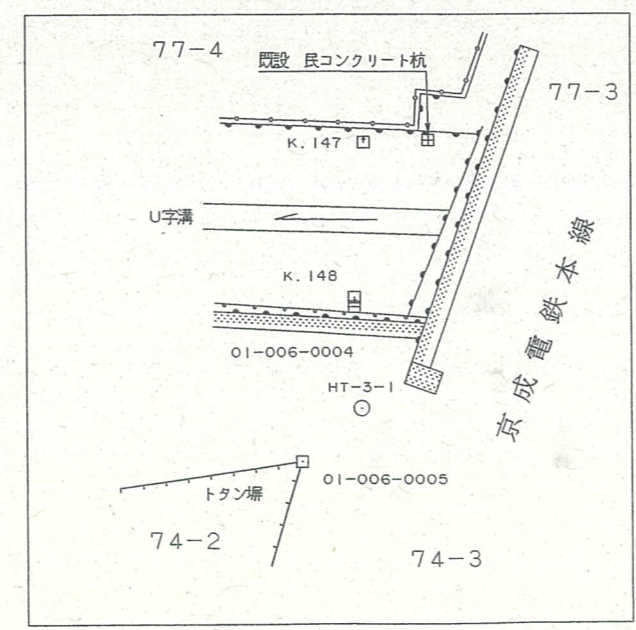 77-4
既設 民コンクリート杭
77-3
K.147
U字溝
K.148
01-006-0004
HT-3-1
京成電鉄本線
01-006-0005
トタン塀
74-2
74-3